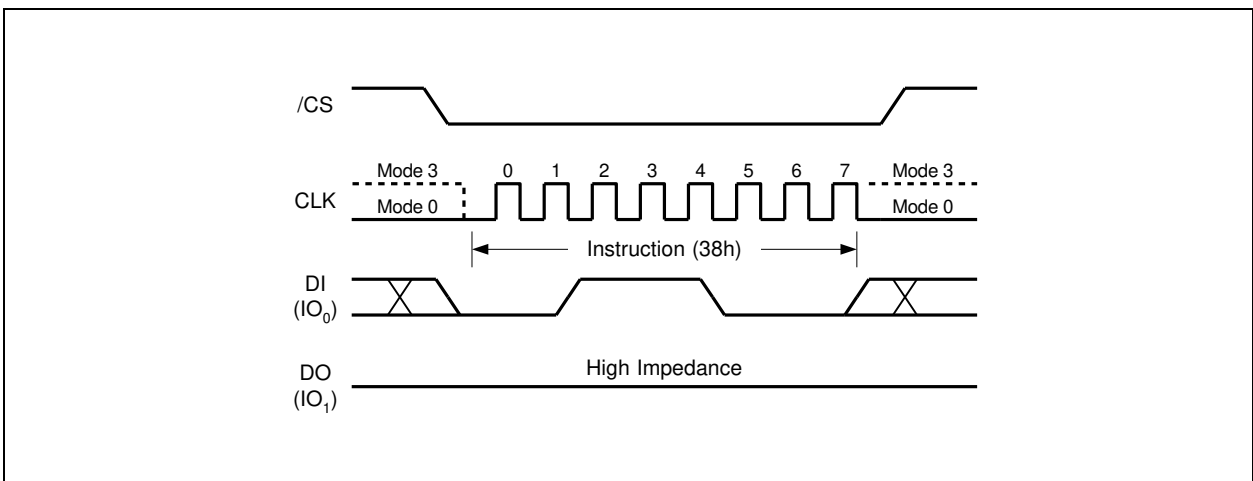 /CS
Mode 3 0 1 2 3 4 5 6 7 Mode 3
CLK
Mode 0 Mode 0
Instruction (38h)
DI
(IO₀)
High Impedance
DO
(IO₁)